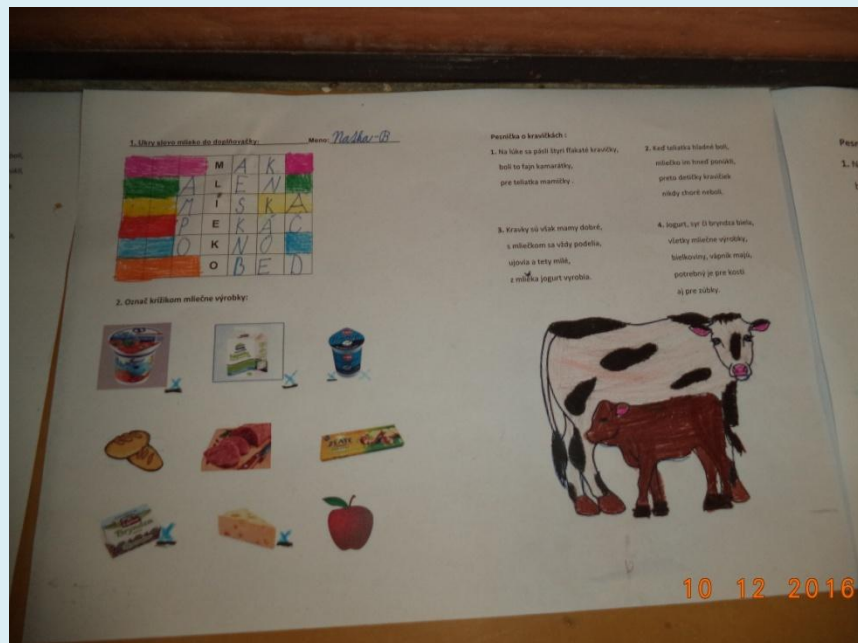 1. Ukry slovo mlieko do doplňovačky: Meno: Natka-B
M Á K
A L E N
M I S K A
P E K Á Č
O K N O
O B E D
2. Označ krížikom mliečne výrobky:
Bryndza
Pesnička o kravičkách :
1. Na lúke sa pásli štyri fľakaté kravičky,
boli to fajn kamarátky,
pre teliatka mamičky .
2. Keď teliatka hladné boli,
mliečko im hneď ponúkli,
preto detičky kravičiek
nikdy choré neboli.
3. Kravky sú však mamy dobré,
s mliečkom sa vždy podelia,
ujovia a tety milé,
z mlieka jogurt vyrobia.
4. Jogurt, syr či bryndza biela,
všetky mliečne výrobky,
bielkoviny, vápnik majú,
potrebný je pre kosti
aj pre zúbky.
10 12 2016